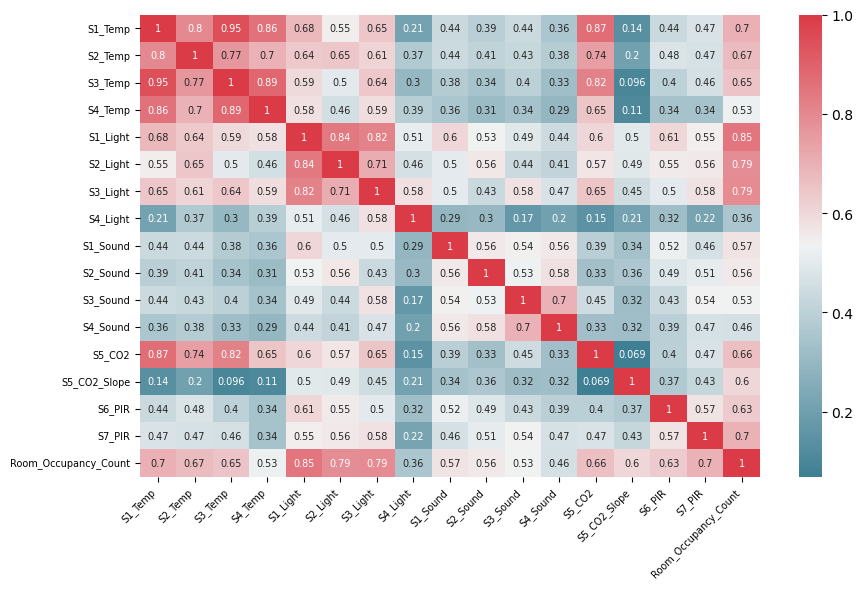 S1_Temp 1 0.8 0.95 0.86 0.68 0.55 0.65 0.21 0.44 0.39 0.44 0.36 0.87 0.14 0.44 0.47 0.7
S2_Temp 0.8 1 0.77 0.7 0.64 0.65 0.61 0.37 0.44 0.41 0.43 0.38 0.74 0.2 0.48 0.47 0.67
S3_Temp 0.95 0.77 1 0.89 0.59 0.5 0.64 0.3 0.38 0.34 0.4 0.33 0.82 0.096 0.4 0.46 0.65
S4_Temp 0.86 0.7 0.89 1 0.58 0.46 0.59 0.39 0.36 0.31 0.34 0.29 0.65 0.11 0.34 0.34 0.53
S1_Light 0.68 0.64 0.59 0.58 1 0.84 0.82 0.51 0.6 0.53 0.49 0.44 0.6 0.5 0.61 0.55 0.85
S2_Light 0.55 0.65 0.5 0.46 0.84 1 0.71 0.46 0.5 0.56 0.44 0.41 0.57 0.49 0.55 0.56 0.79
S3_Light 0.65 0.61 0.64 0.59 0.82 0.71 1 0.58 0.5 0.43 0.58 0.47 0.65 0.45 0.5 0.58 0.79
S4_Light 0.21 0.37 0.3 0.39 0.51 0.46 0.58 1 0.29 0.3 0.17 0.2 0.15 0.21 0.32 0.22 0.36
S1_Sound 0.44 0.44 0.38 0.36 0.6 0.5 0.5 0.29 1 0.56 0.54 0.56 0.39 0.34 0.52 0.46 0.57
S2_Sound 0.39 0.41 0.34 0.31 0.53 0.56 0.43 0.3 0.56 1 0.53 0.58 0.33 0.36 0.49 0.51 0.56
S3_Sound 0.44 0.43 0.4 0.34 0.49 0.44 0.58 0.17 0.54 0.53 1 0.7 0.45 0.32 0.43 0.54 0.53
S4_Sound 0.36 0.38 0.33 0.29 0.44 0.41 0.47 0.2 0.56 0.58 0.7 1 0.33 0.32 0.39 0.47 0.46
S5_CO2 0.87 0.74 0.82 0.65 0.6 0.57 0.65 0.15 0.39 0.33 0.45 0.33 1 0.069 0.4 0.47 0.66
S5_CO2_Slope 0.14 0.2 0.096 0.11 0.5 0.49 0.45 0.21 0.34 0.36 0.32 0.32 0.069 1 0.37 0.43 0.6
S6_PIR 0.44 0.48 0.4 0.34 0.61 0.55 0.5 0.32 0.52 0.49 0.43 0.39 0.4 0.37 1 0.57 0.63
S7_PIR 0.47 0.47 0.46 0.34 0.55 0.56 0.58 0.22 0.46 0.51 0.54 0.47 0.47 0.43 0.57 1 0.7
Room_Occupancy_Count 0.7 0.67 0.65 0.53 0.85 0.79 0.79 0.36 0.57 0.56 0.53 0.46 0.66 0.6 0.63 0.7 1
S1_Temp S2_Temp S3_Temp S4_Temp S1_Light S2_Light S3_Light S4_Light S1_Sound S2_Sound S3_Sound S4_Sound S5_CO2 S5_CO2_Slope S6_PIR S7_PIR Room_Occupancy_Count
1.0
0.8
0.6
0.4
0.2